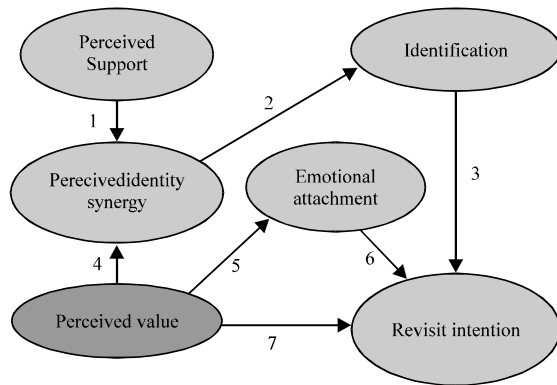 Perceived
Support
Identification
1
2
Perecivedidentity
synergy
Emotional
attachment
3
4
5
6
Perceived value
7
Revisit intention